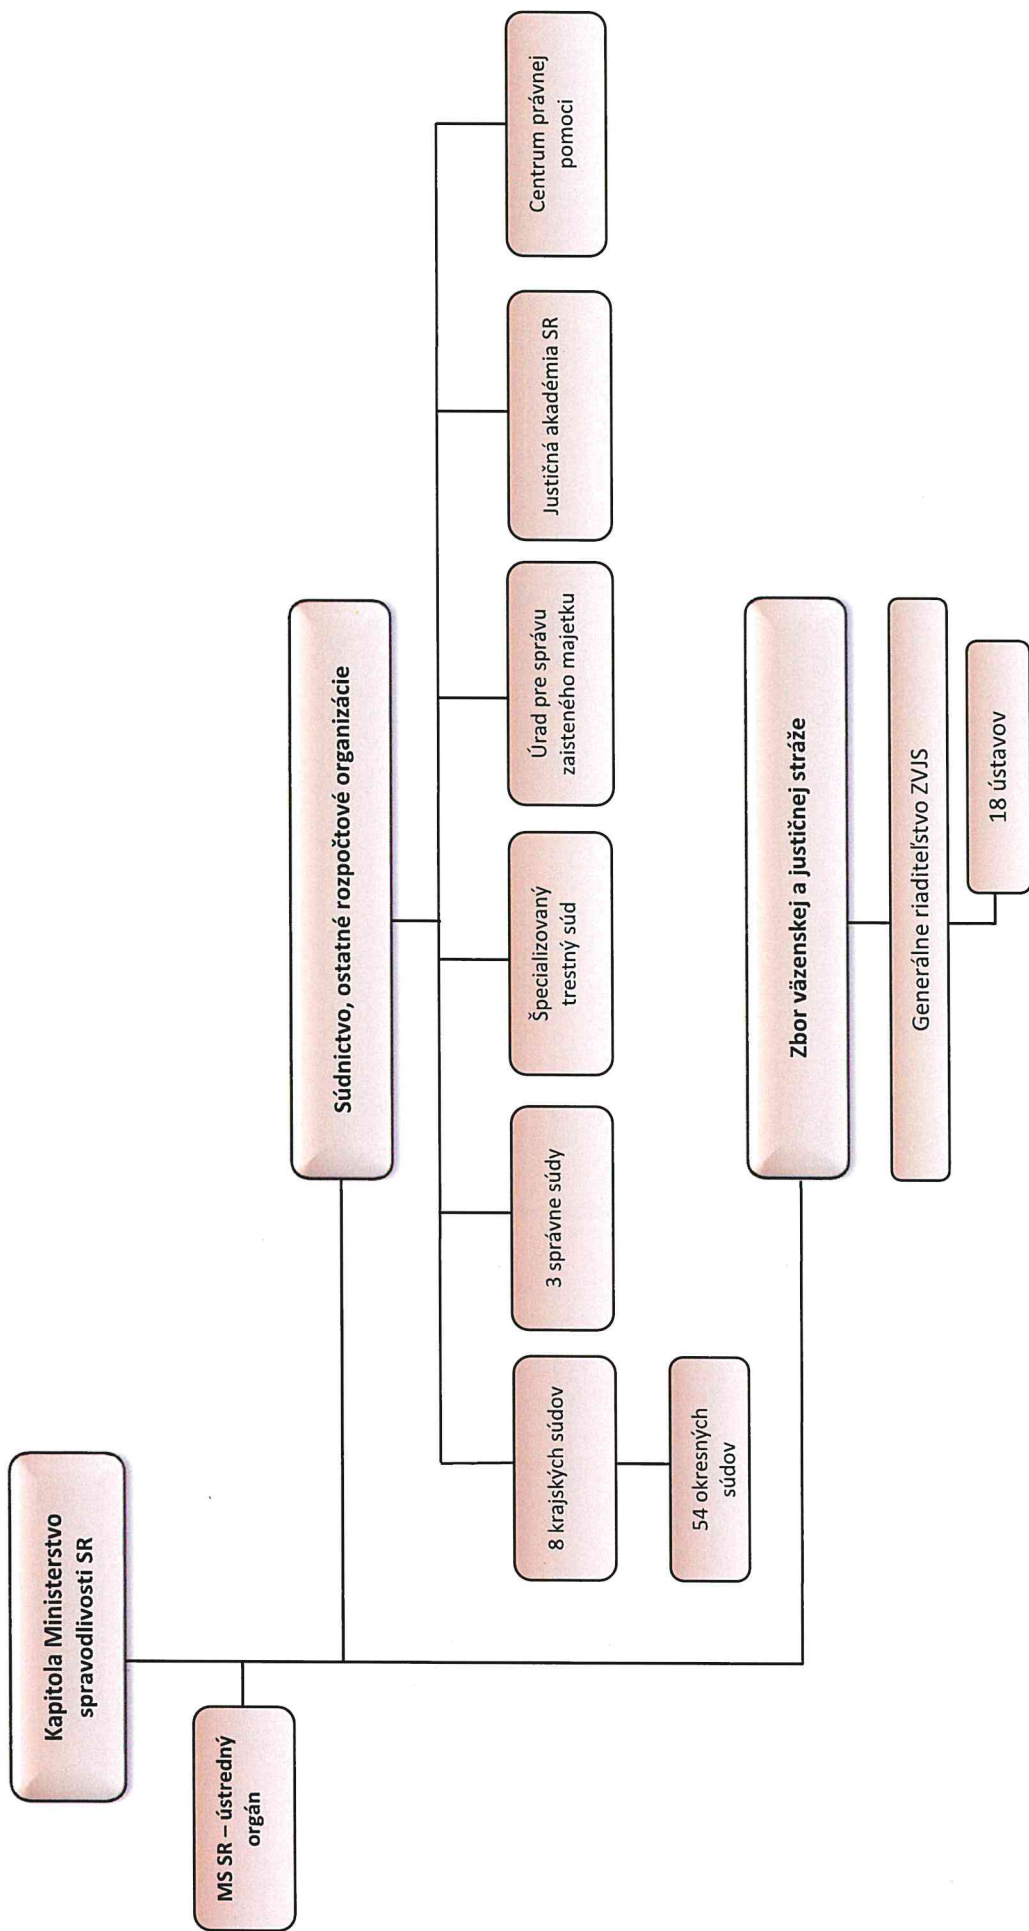 Kapitola Ministerstvo
spravodlivosti SR
MS SR – ústredný
orgán
Súdnictvo, ostatné rozpočtové organizácie
8 krajských súdov
3 správne súdy
Špecializovaný
trestný súd
Úrad pre správu
zaisteného majetku
Justičná akadémia SR
Centrum právnej
pomoci
54 okresných
súdov
Zbor väzenskej a justičnej stráže
Generálne riaditeľstvo ZVJS
18 ústavov